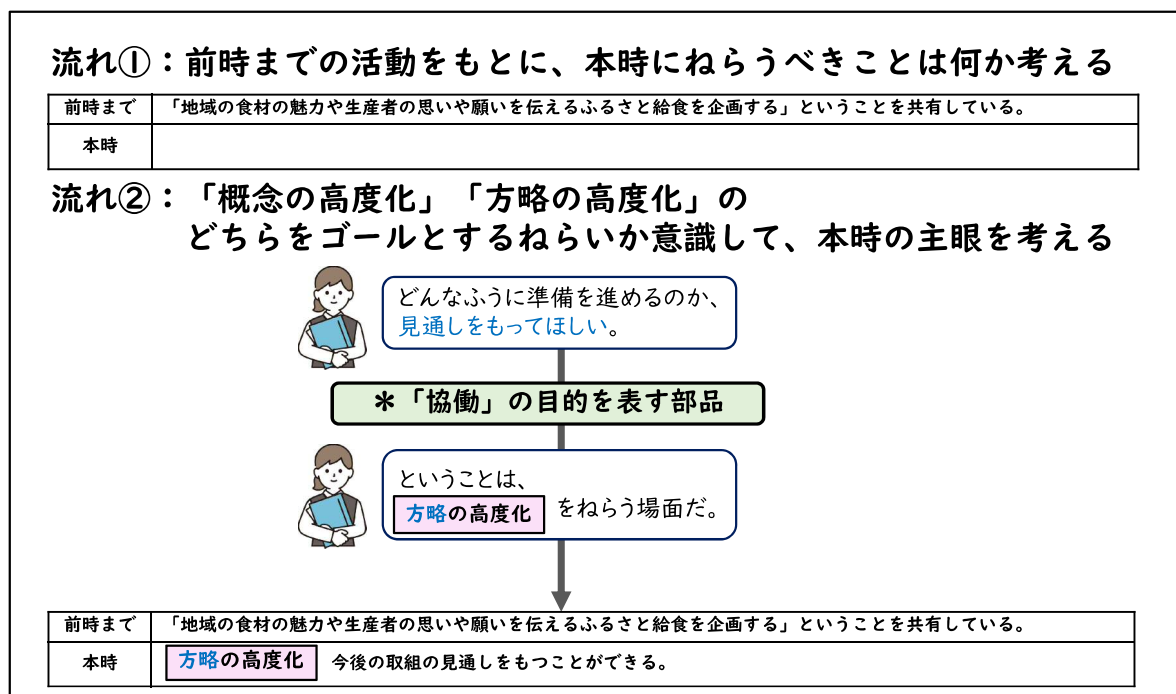 流れ①：前時までの活動をもとに、本時にねらうべきことは何か考える
前時まで 「地域の食材の魅力や生産者の思いや願いを伝えるふるさと給食を企画する」ということを共有している。
本時
流れ②：「概念の高度化」「方略の高度化」の
どちらをゴールとするねらいか意識して、本時の主眼を考える
どんなふうに準備を進めるのか、
見通しをもってほしい。
＊「協働」の目的を表す部品
ということは、
方略の高度化 をねらう場面だ。
前時まで 「地域の食材の魅力や生産者の思いや願いを伝えるふるさと給食を企画する」ということを共有している。
本時 方略の高度化 今後の取組の見通しをもつことができる。